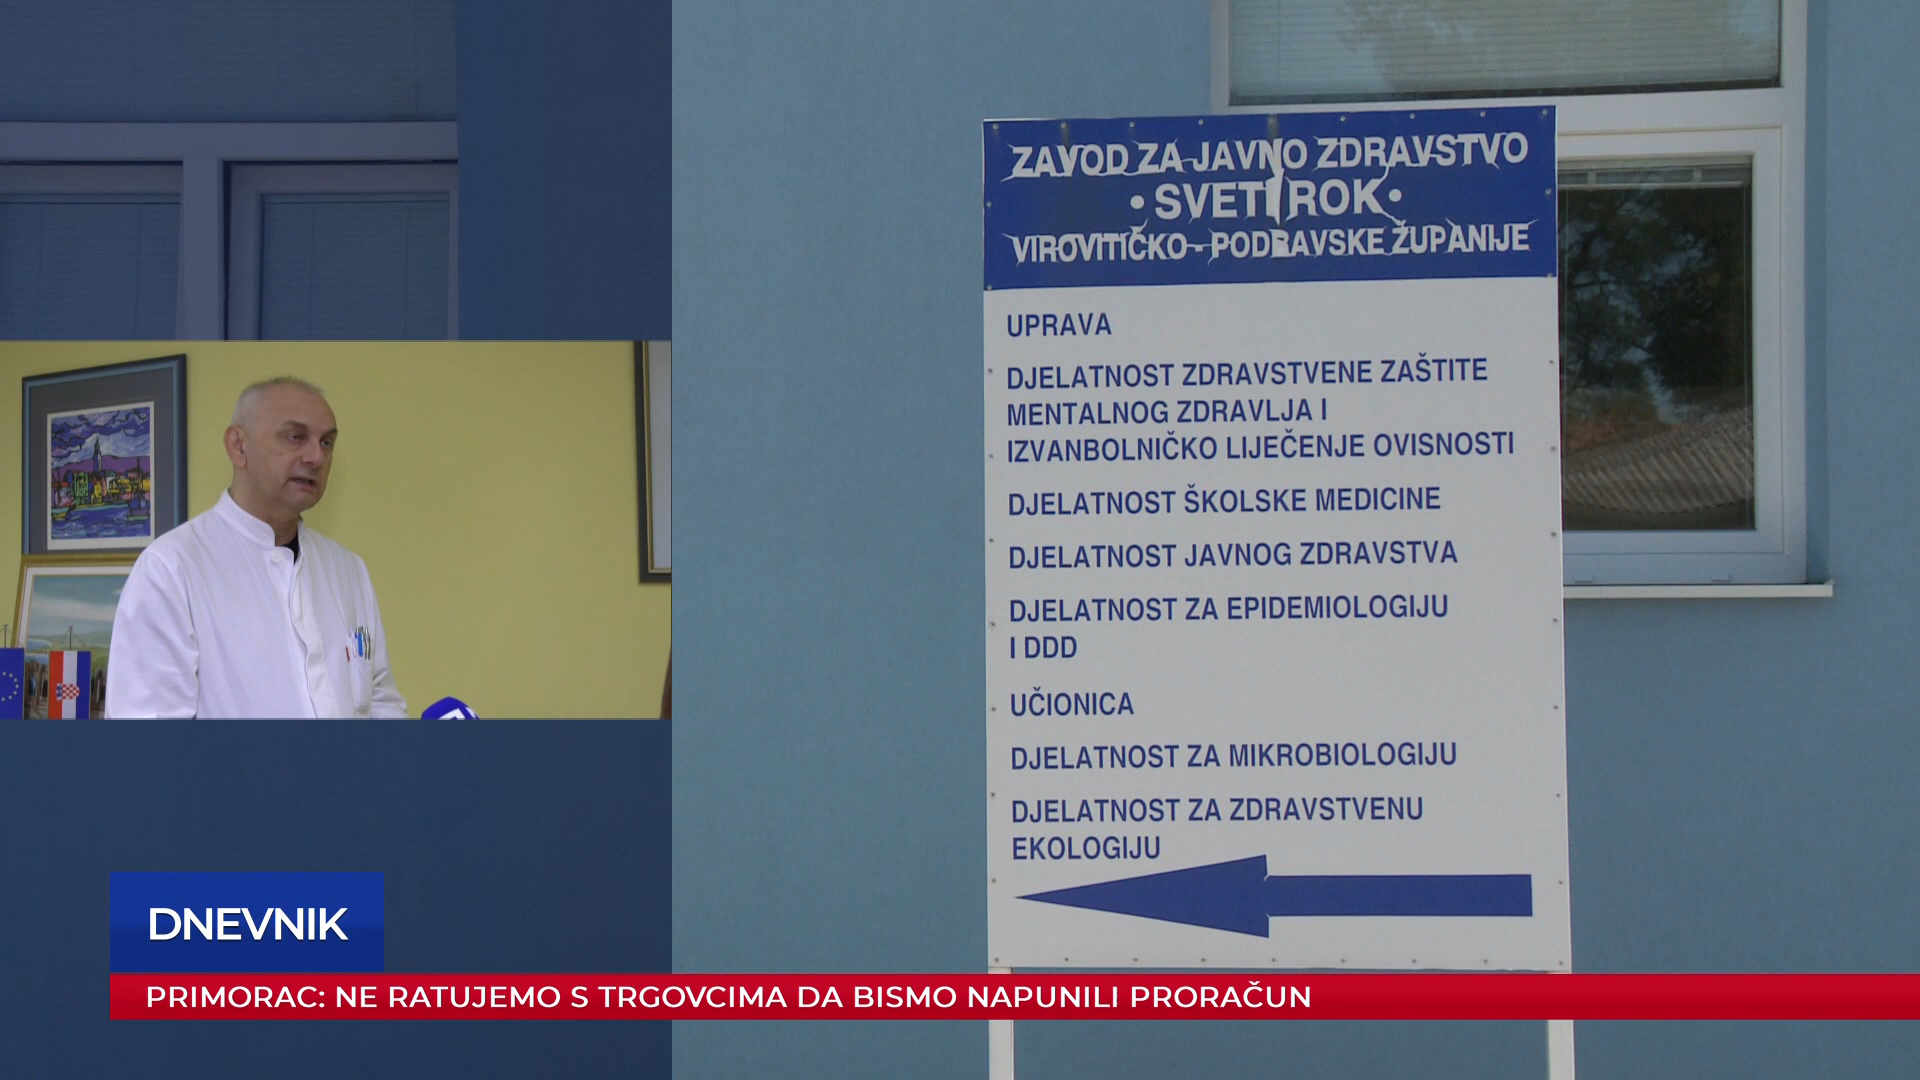 ZAVOD ZA JAVNO ZDRAVSTVO
• SVETI ROK •
VIROVITIČKO - PODRAVSKE ŽUPANIJE
UPRAVA
DJELATNOST ZDRAVSTVENE ZAŠTITE
MENTALNOG ZDRAVLJA I
IZVANBOLNIČKO LIJEČENJE OVISNOSTI
DJELATNOST ŠKOLSKE MEDICINE
DJELATNOST JAVNOG ZDRAVSTVA
DJELATNOST ZA EPIDEMIOLOGIJU
I DDD
UČIONICA
DJELATNOST ZA MIKROBIOLOGIJU
DJELATNOST ZA ZDRAVSTVENU
EKOLOGIJU
DNEVNIK
PRIMORAC: NE RATUJEMO S TRGOVCIMA DA BISMO NAPUNILI PRORAČUN